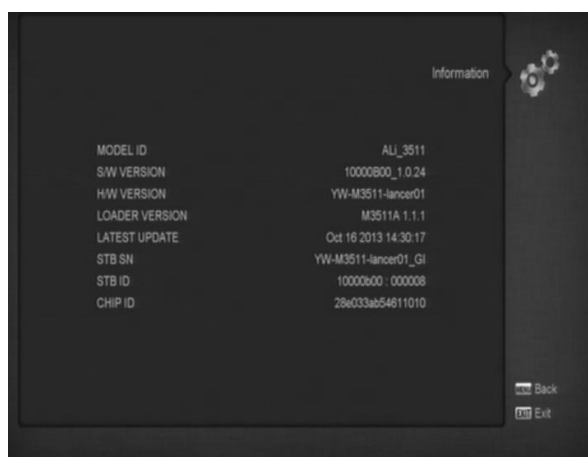 Information
MODEL ID ALi_3511
S/W VERSION 10000B00_1.0.24
H/W VERSION YW-M3511-lancer01
LOADER VERSION M3511A 1.1.1
LATEST UPDATE Oct 16 2013 14:30:17
STB SN YW-M3511-lancer01_GI
STB ID 10000b00 : 000008
CHIP ID 28e033ab54611010
MENU Back
EXIT Exit